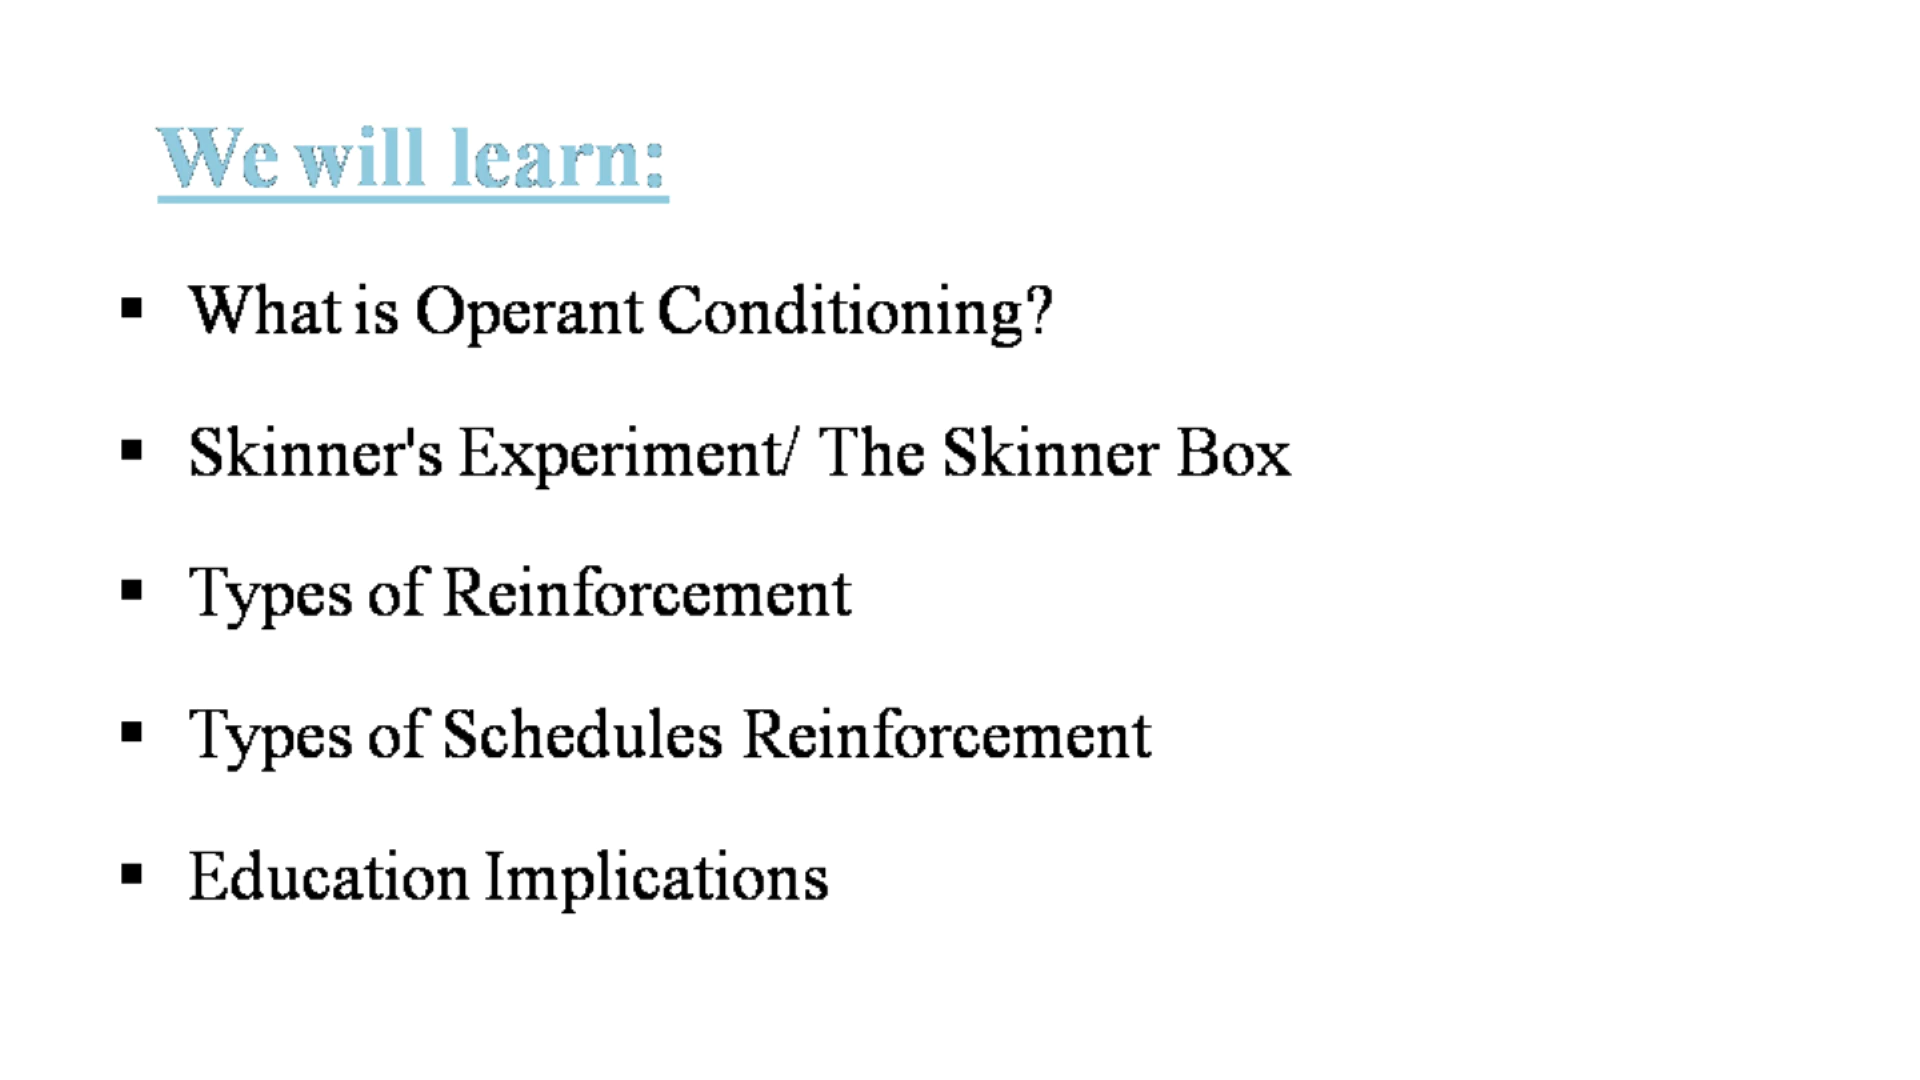 We will learn:
▪ What is Operant Conditioning?
▪ Skinner's Experiment/ The Skinner Box
▪ Types of Reinforcement
▪ Types of Schedules Reinforcement
▪ Education Implications